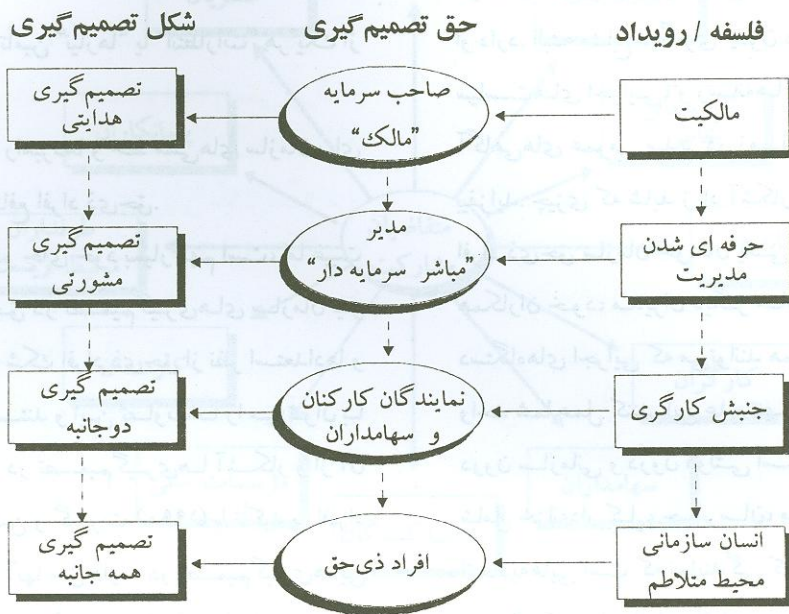 فلسفه / رویداد
حق تصمیم‌گیری
شکل تصمیم‌گیری
مالکیت
صاحب سرمایه
"مالک"
تصمیم گیری
هدایتی
حرفه ای شدن
مدیریت
مدیر
"مباشر سرمایه دار"
تصمیم گیری
مشورتی
جنبش کارگری
نمایندگان کارکنان
و سهامداران
تصمیم گیری
دوجانبه
انسان سازمانی
محیط متلاطم
افراد ذی‌حق
تصمیم گیری
همه جانبه